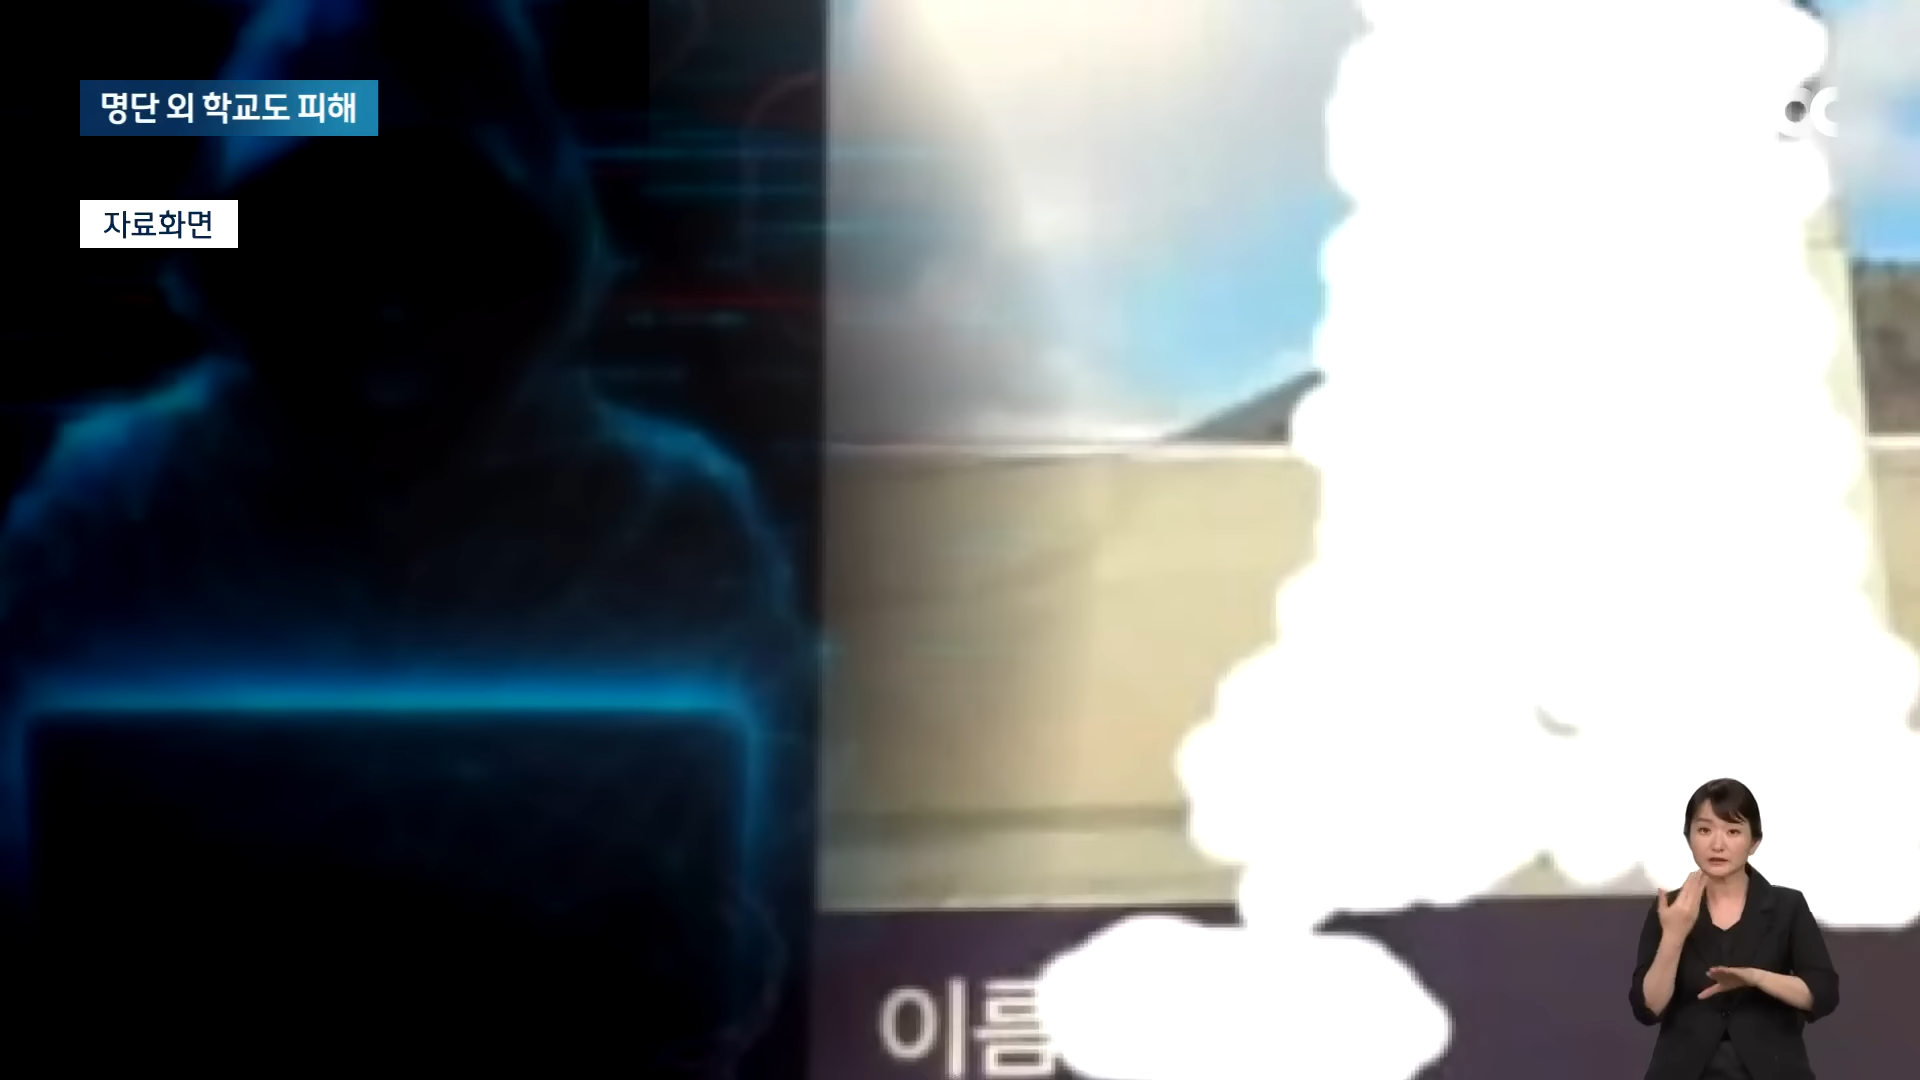 명단 외 학교도 피해
자료화면
이름